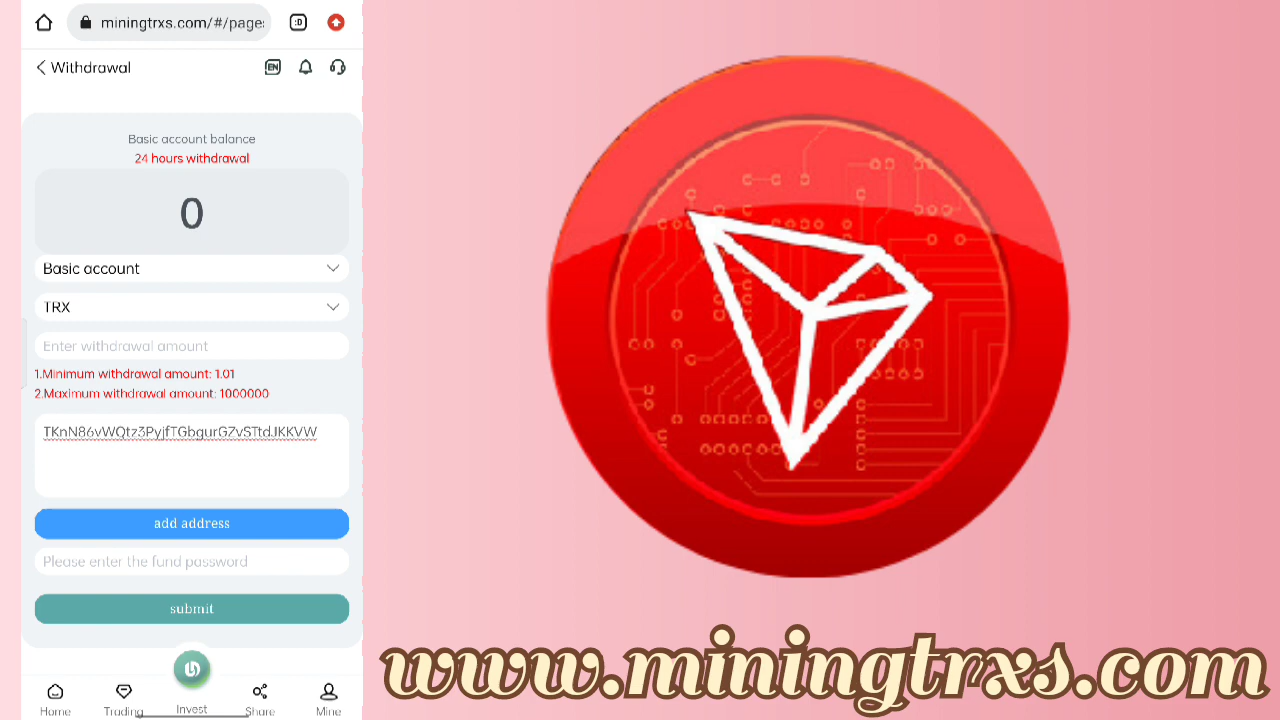 miningtrxs.com/#/page
:D
Withdrawal
EN
Basic account balance
24 hours withdrawal
0
Basic account
TRX
Enter withdrawal amount
1.Minimum withdrawal amount: 1.01
2.Maximum withdrawal amount: 1000000
TKnN86vWQtz3PyjfTGbgurGZvSTtdJKKVW
add address
Please enter the fund password
submit
Home
Trading
Invest
Share
Mine
www.miningtrxs.com